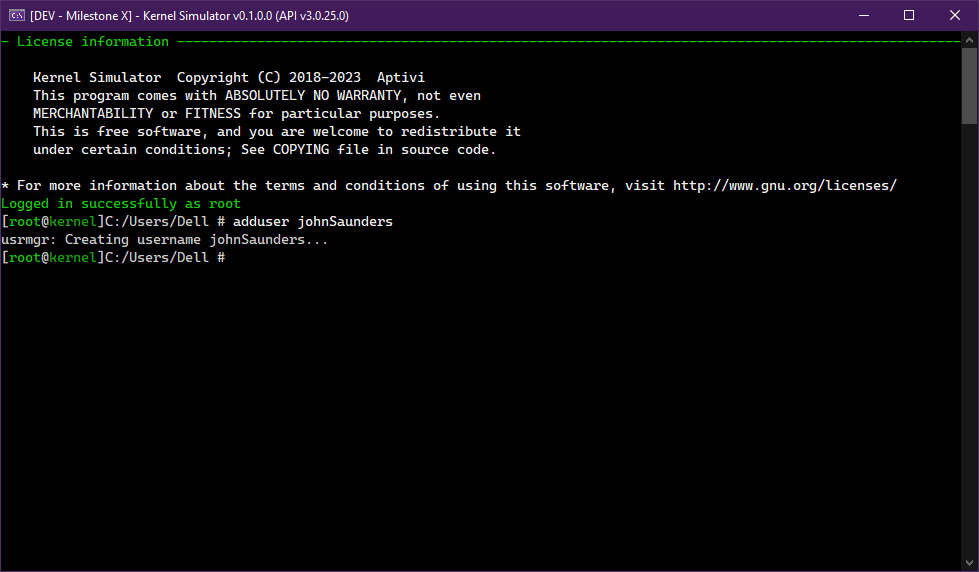 [DEV - Milestone X] - Kernel Simulator v0.1.0.0 (API v3.0.25.0)
- License information
Kernel Simulator  Copyright (C) 2018-2023  Aptivi
This program comes with ABSOLUTELY NO WARRANTY, not even
MERCHANTABILITY or FITNESS for particular purposes.
This is free software, and you are welcome to redistribute it
under certain conditions; See COPYING file in source code.
* For more information about the terms and conditions of using this software, visit http://www.gnu.org/licenses/
Logged in successfully as root
[root@kernel]C:/Users/Dell # adduser johnSaunders
usrmgr: Creating username johnSaunders...
[root@kernel]C:/Users/Dell #